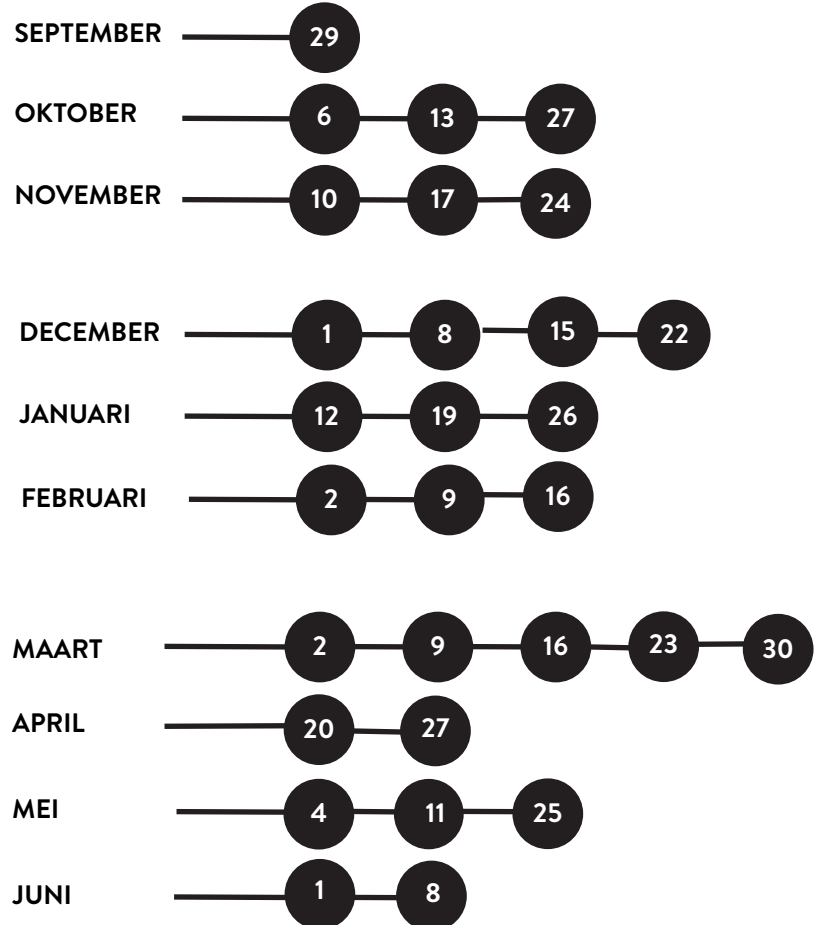 SEPTEMBER 29
OKTOBER 6 13 27
NOVEMBER 10 17 24
DECEMBER 1 8 15 22
JANUARI 12 19 26
FEBRUARI 2 9 16
MAART 2 9 16 23 30
APRIL 20 27
MEI 4 11 25
JUNI 1 8